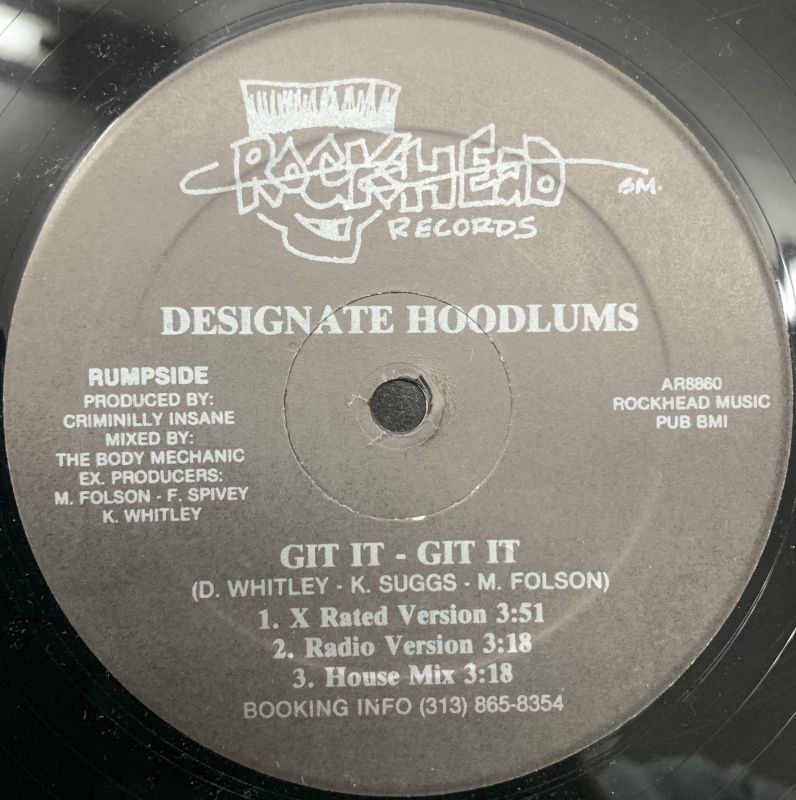 ROCKHEAD
BM.
RECORDS
DESIGNATE HOODLUMS
RUMPSIDE
PRODUCED BY:
CRIMINILLY INSANE
MIXED BY:
THE BODY MECHANIC
EX. PRODUCERS:
M. FOLSON - F. SPIVEY
K. WHITLEY
AR8860
ROCKHEAD MUSIC
PUB BMI
GIT IT - GIT IT
(D. WHITLEY - K. SUGGS - M. FOLSON)
1. X Rated Version 3:51
2. Radio Version 3:18
3. House Mix 3:18
BOOKING INFO (313) 865-8354